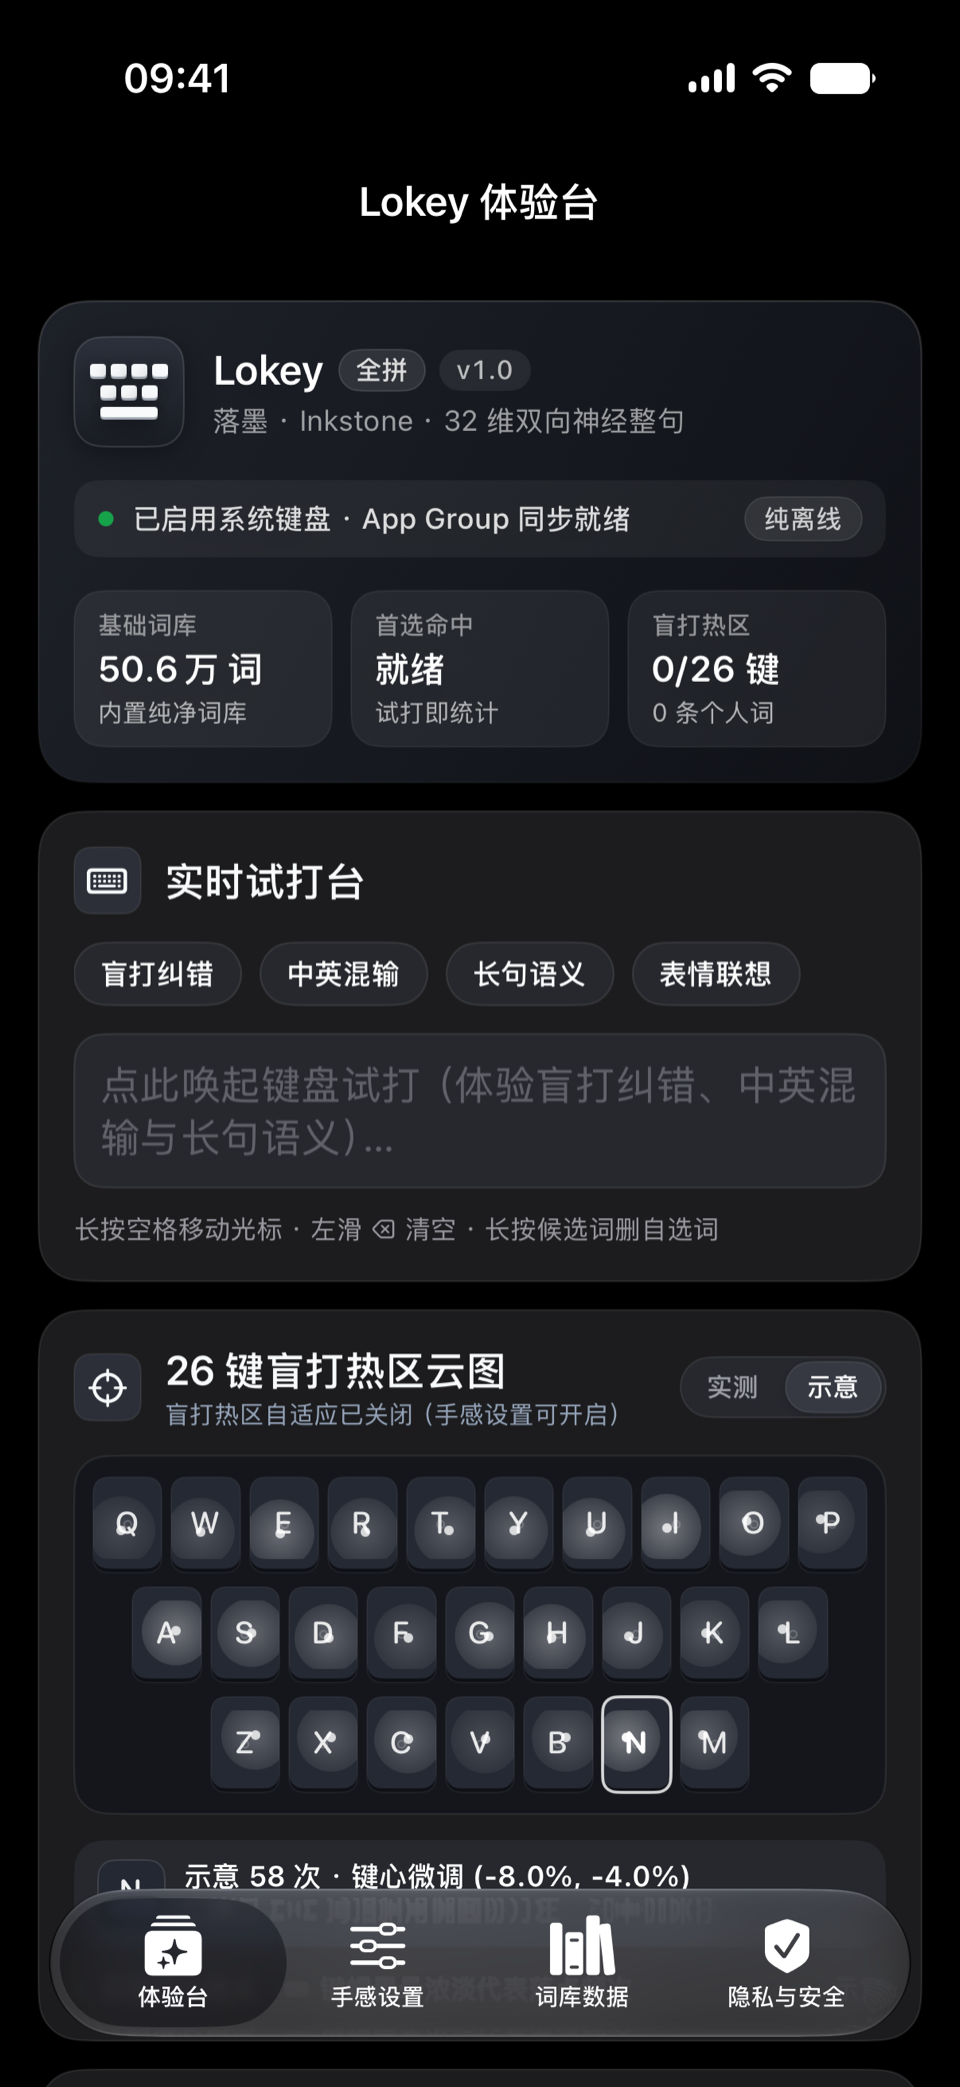 09:41
Lokey 体验台
Lokey 全拼 v1.0
落墨 · Inkstone · 32 维双向神经整句
已启用系统键盘 · App Group 同步就绪 纯离线
基础词库 首选命中 盲打热区
50.6 万 词 就绪 0/26 键
内置纯净词库 试打即统计 0 条个人词
实时试打台
盲打纠错 中英混输 长句语义 表情联想
点此唤起键盘试打（体验盲打纠错、中英混
输与长句语义）...
长按空格移动光标 · 左滑 ⌫ 清空 · 长按候选词删自选词
26 键盲打热区云图 实测 示意
盲打热区自适应已关闭（手感设置可开启）
Q W E R T Y U I O P
A S D F G H J K L
Z X C V B N M
N 示意 58 次 · 键心微调 (-8.0%, -4.0%)
体验台 手感设置 词库数据 隐私与安全